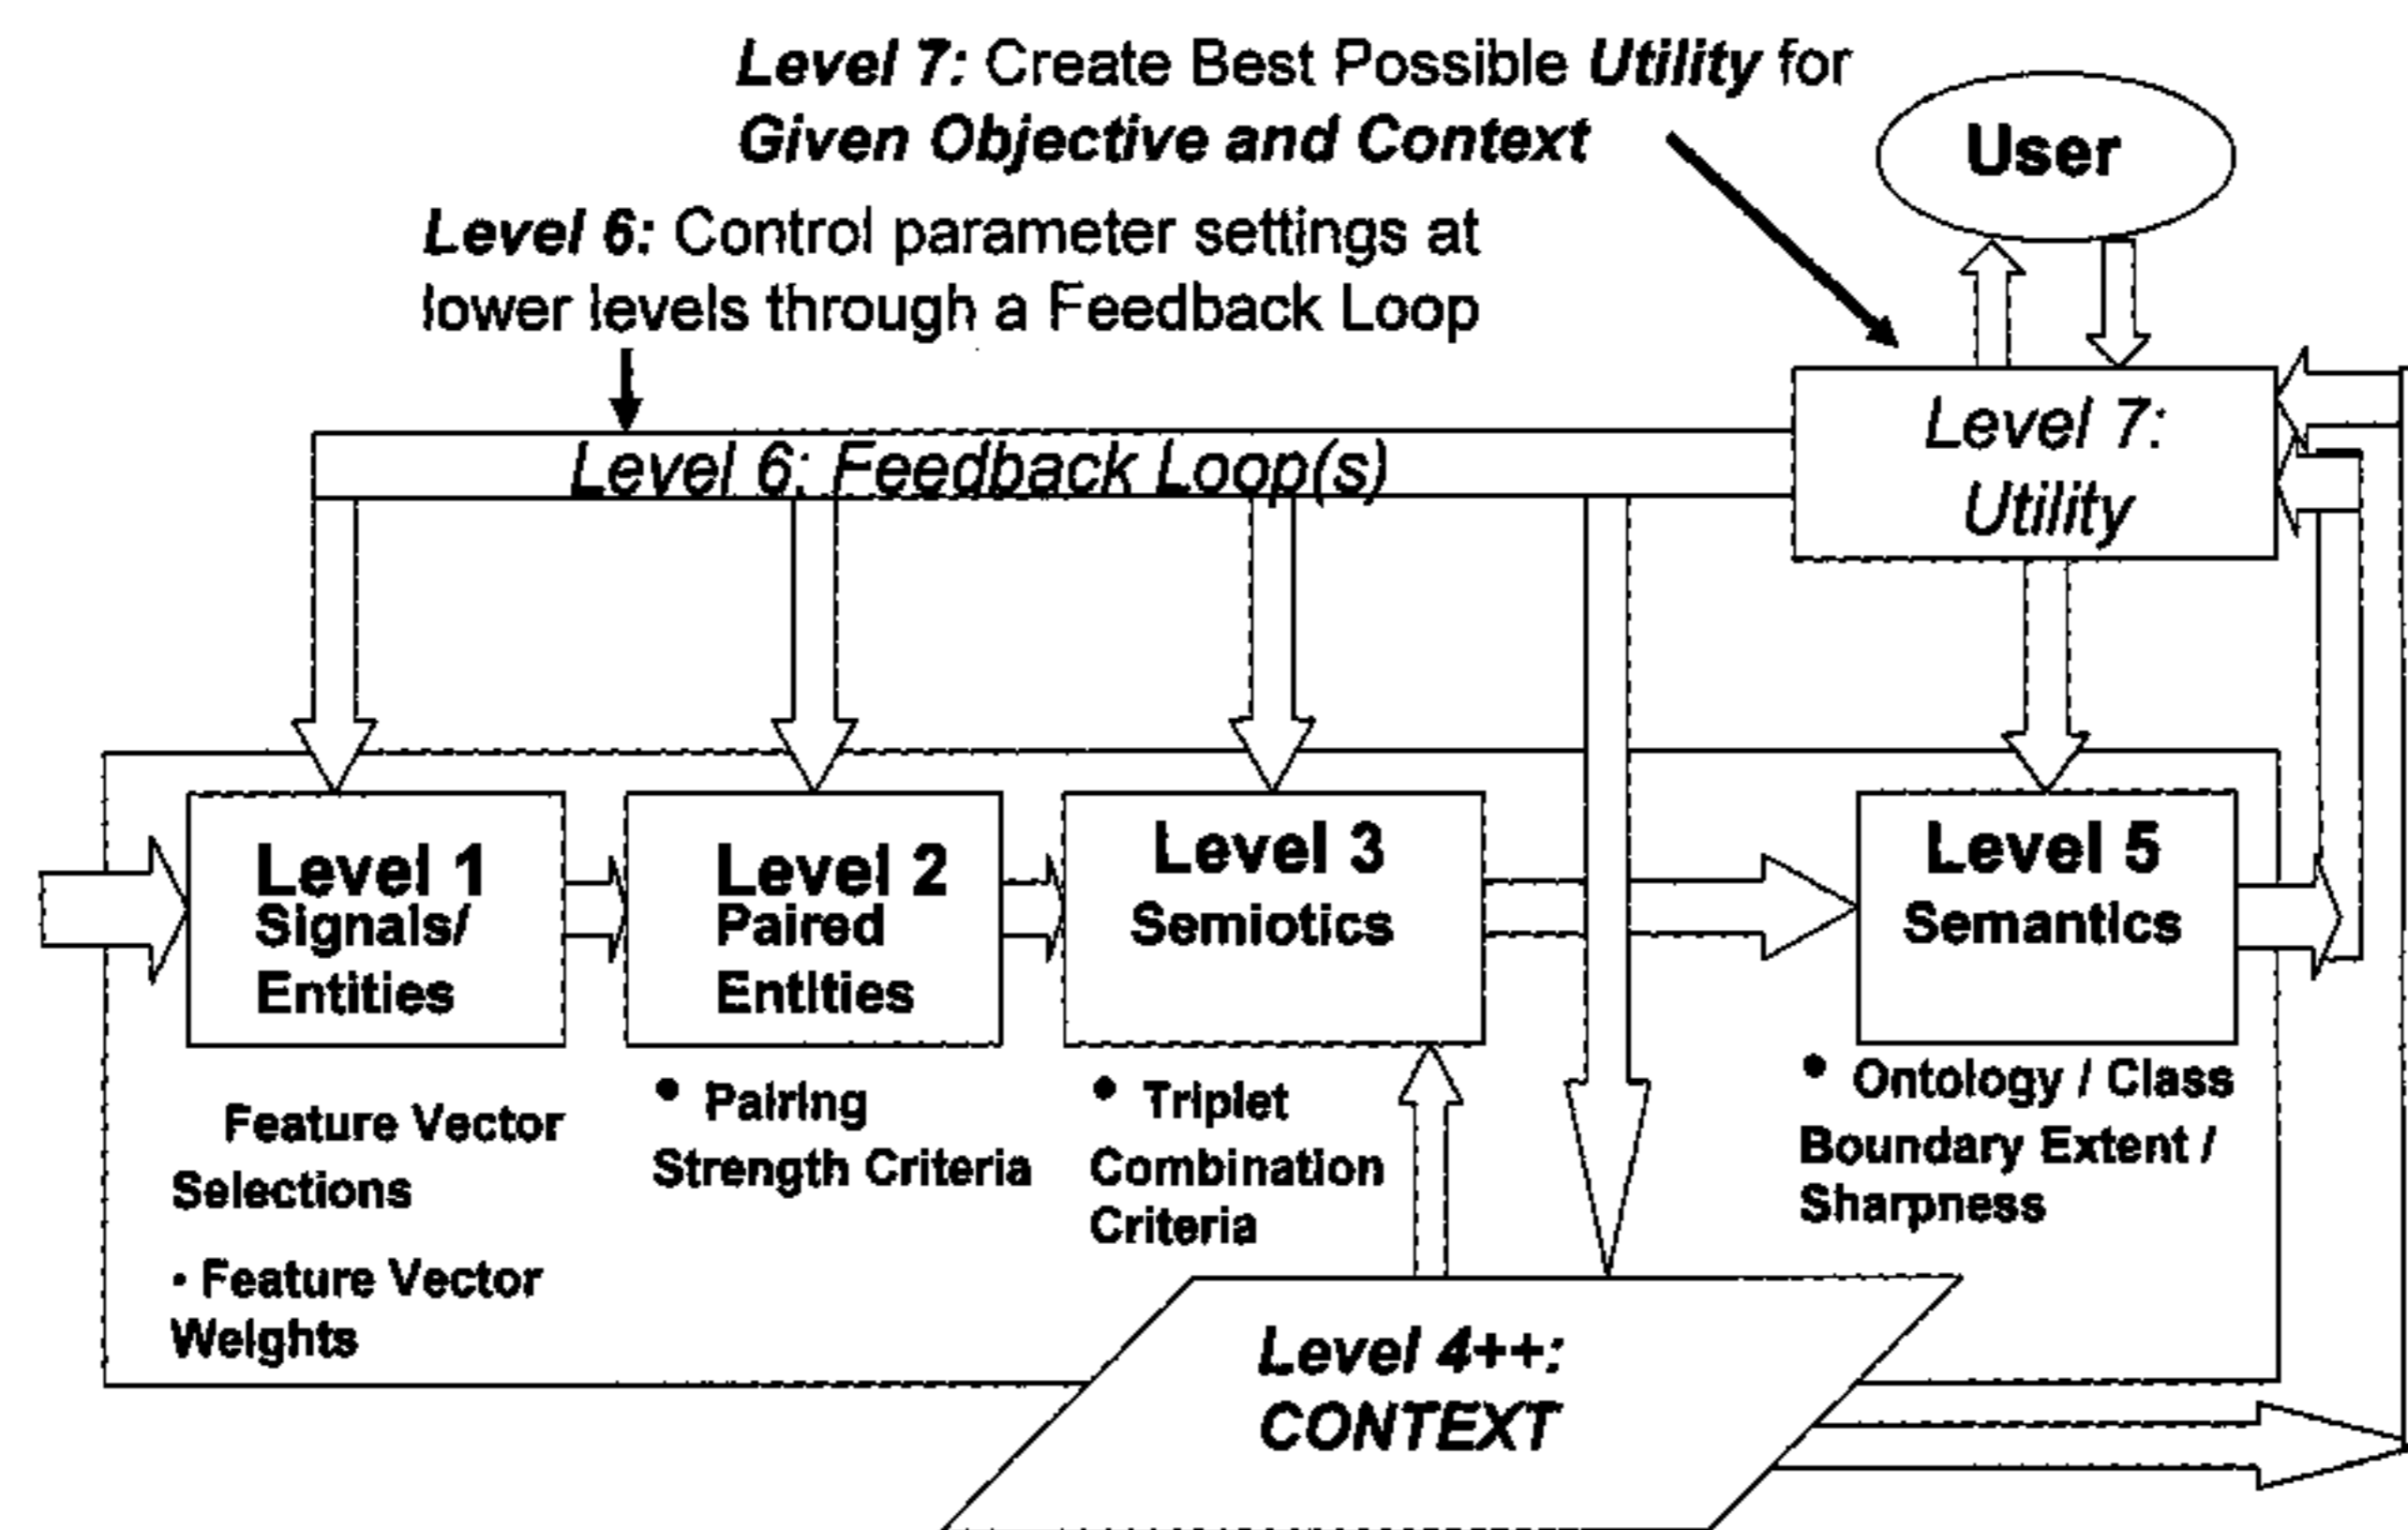 Level 7: Create Best Possible Utility for
Given Objective and Context
User
Level 6: Control parameter settings at
lower levels through a Feedback Loop
Level 6: Feedback Loop(s)
Level 7:
Utility
Level 1
Signals/
Entities
Level 2
Paired
Entities
Level 3
Semiotics
Level 5
Semantics
Feature Vector
Selections
• Feature Vector
Weights
• Pairing
Strength Criteria
• Triplet
Combination
Criteria
• Ontology / Class
Boundary Extent /
Sharpness
Level 4++:
CONTEXT